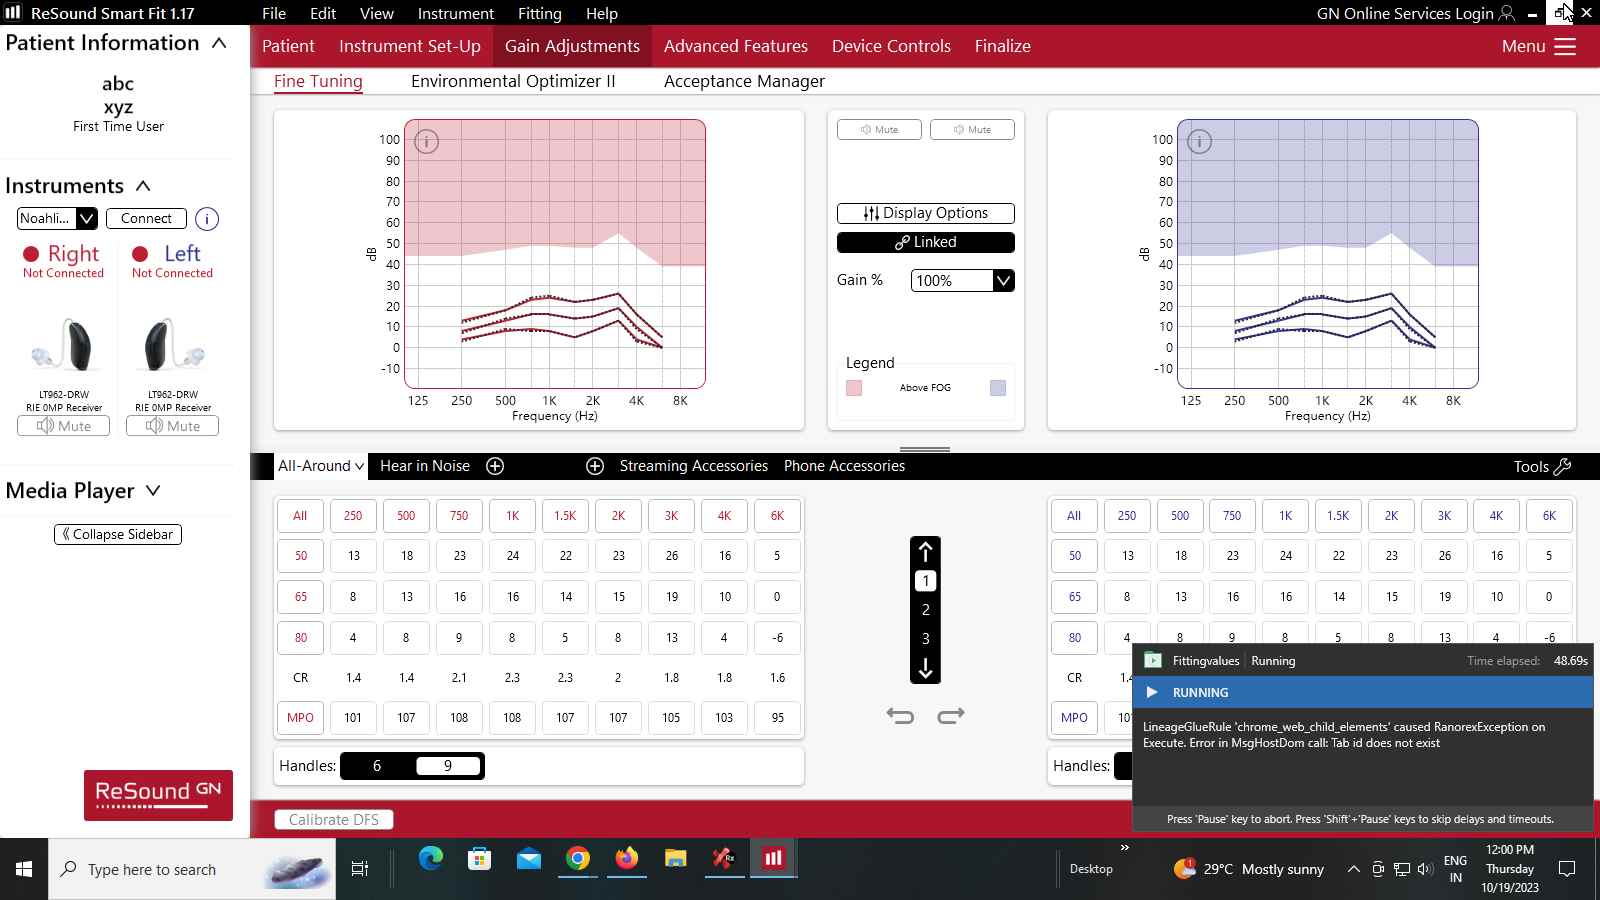 ReSound Smart Fit 1.17
File Edit View Instrument Fitting Help
GN Online Services Login
Patient Information
abc
xyz
First Time User
Instruments
Noahli... Connect i
Right Left
Not Connected Not Connected
LT962-DRW LT962-DRW
RIE 0MP Receiver RIE 0MP Receiver
Mute Mute
Media Player
Collapse Sidebar
ReSound GN
Patient Instrument Set-Up Gain Adjustments Advanced Features Device Controls Finalize Menu
Fine Tuning Environmental Optimizer II Acceptance Manager
i
dB
100
90
80
70
60
50
40
30
20
10
0
-10
125 250 500 1K 2K 4K 8K
Frequency (Hz)
Mute Mute
Display Options
Linked
Gain % 100%
Legend
Above FOG
i
dB
100
90
80
70
60
50
40
30
20
10
0
-10
125 250 500 1K 2K 4K 8K
Frequency (Hz)
All-Around Hear in Noise Streaming Accessories Phone Accessories Tools
All 250 500 750 1K 1.5K 2K 3K 4K 6K
50 13 18 23 24 22 23 26 16 5
65 8 13 16 16 14 15 19 10 0
80 4 8 9 8 5 8 13 4 -6
CR 1.4 1.4 2.1 2.3 2.3 2 1.8 1.8 1.6
MPO 101 107 108 108 107 107 105 103 95
Handles: 6 9
1
2
3
All 250 500 750 1K 1.5K 2K 3K 4K 6K
50 13 18 23 24 22 23 26 16 5
65 8 13 16 16 14 15 19 10 0
80 4 8 9 8 5 8 13 4 -6
CR
MPO
Handles:
Fittingvalues Running Time elapsed: 48.69s
RUNNING
LineageGlueRule 'chrome_web_child_elements' caused RanorexException on
Execute. Error in MsgHostDom call: Tab id does not exist
Press 'Pause' key to abort. Press 'Shift'+'Pause' keys to skip delays and timeouts.
Calibrate DFS
Type here to search
Rx
Desktop
1
29°C Mostly sunny
ENG
IN
12:00 PM
Thursday
10/19/2023